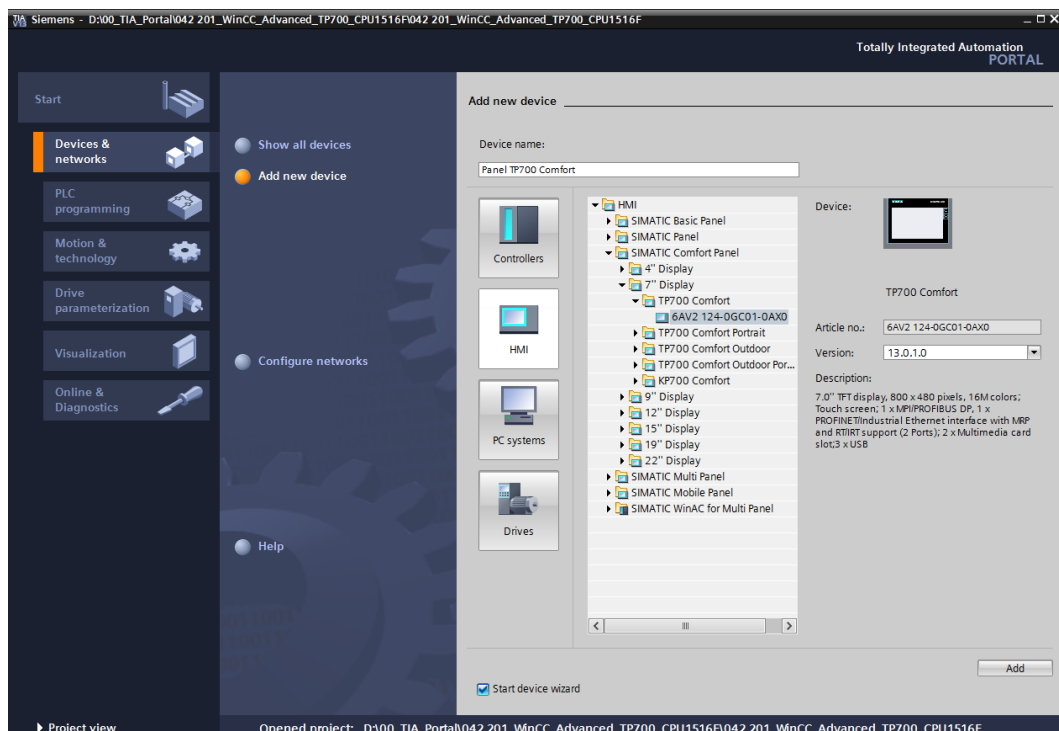 Siemens - D:\00_TIA_Portal\042 201_WinCC_Advanced_TP700_CPU1516F\042 201_WinCC_Advanced_TP700_CPU1516F
Totally Integrated Automation
PORTAL
Start
Devices &
networks
PLC
programming
Motion &
technology
Drive
parameterization
Visualization
Online &
Diagnostics
Show all devices
Add new device
Configure networks
Help
Add new device
Device name:
Panel TP700 Comfort
Controllers
HMI
PC systems
Drives
HMI
SIMATIC Basic Panel
SIMATIC Panel
SIMATIC Comfort Panel
4'' Display
7'' Display
TP700 Comfort
6AV2 124-0GC01-0AX0
TP700 Comfort Portrait
TP700 Comfort Outdoor
TP700 Comfort Outdoor Por...
KP700 Comfort
9'' Display
12'' Display
15'' Display
19'' Display
22'' Display
SIMATIC Multi Panel
SIMATIC Mobile Panel
SIMATIC WinAC for Multi Panel
Device:
TP700 Comfort
Article no.:
6AV2 124-0GC01-0AX0
Version:
13.0.1.0
Description:
7.0'' TFT display, 800 x 480 pixels, 16M colors;
Touch screen; 1 x MPI/PROFIBUS DP, 1 x
PROFINET/Industrial Ethernet interface with MRP
and RT/IRT support (2 Ports); 2 x Multimedia card
slot;3 x USB
Add
Start device wizard
Project view
Opened project: D:\00_TIA_Portal\042 201_WinCC_Advanced_TP700_CPU1516F\042 201_WinCC_Advanced_TP700_CPU1516F